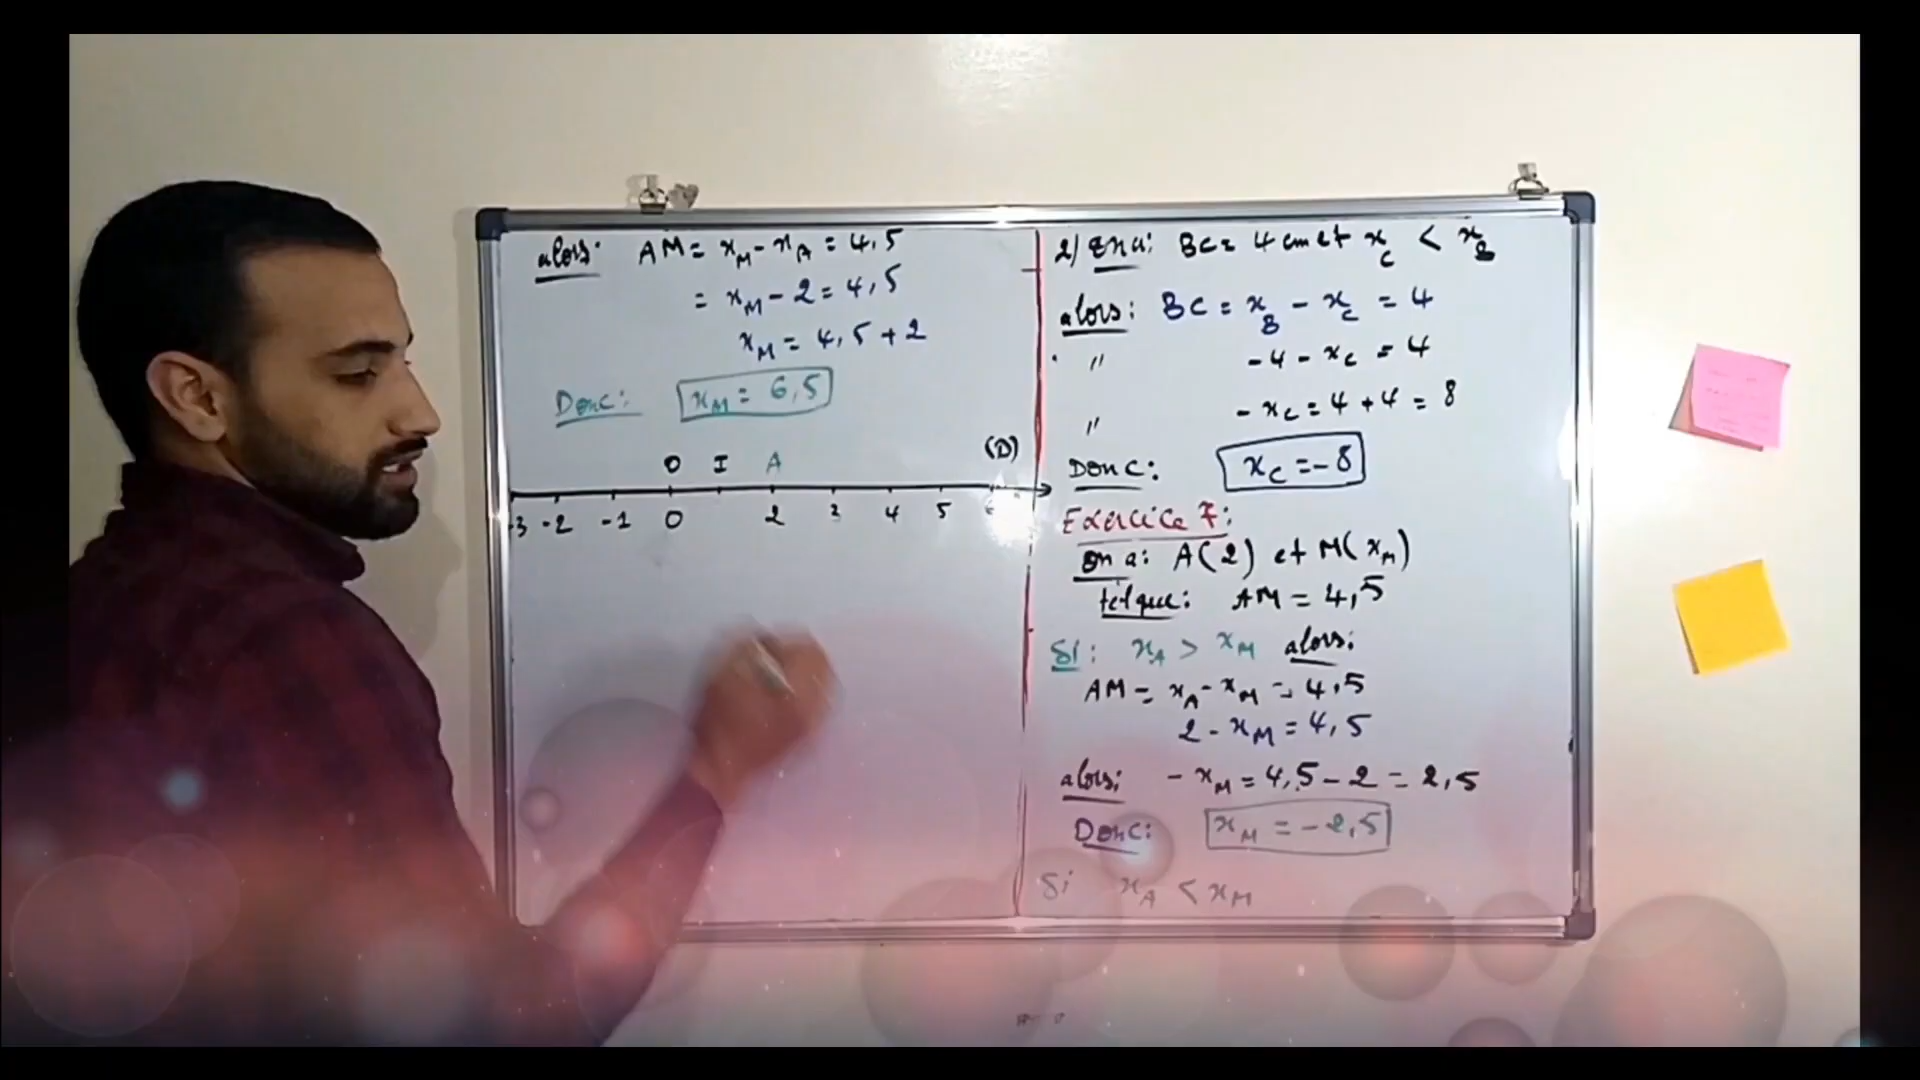 alors: AM = xM - xA = 4,5
= xM - 2 = 4,5
xM = 4,5 + 2
Donc: xM = 6,5
O I A (D)
-3 -2 -1 0 2 3 4 5
2) On a: BC = 4 cm et xC < xB
alors: BC = xB - xC = 4
" -4 - xC = 4
" - xC = 4 + 4 = 8
Donc: xC = -8
Exercice 7:
On a: A(2) et M(xM)
telque: AM = 4,5
Si: xA > xM alors:
AM = xA - xM = 4,5
2 - xM = 4,5
alors: - xM = 4,5 - 2 = 2,5
Donc: xM = -2,5
Si xA < xM